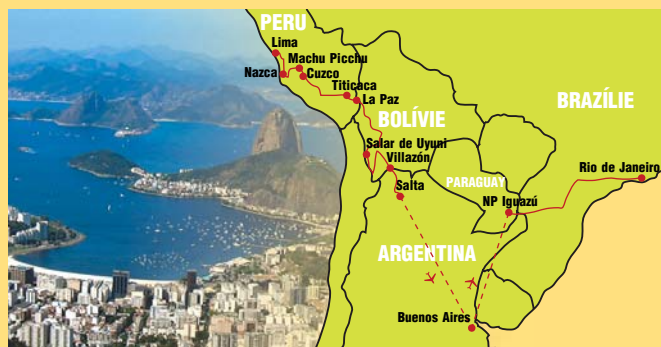 PERU
Lima
Machu Picchu
Nazca
Cuzco
Titicaca
La Paz
BOLÍVIE
BRAZÍLIE
Salar de Uyuni
Villazón
Salta
PARAGUAY
Rio de Janeiro
NP Iguazú
ARGENTINA
Buenos Aires